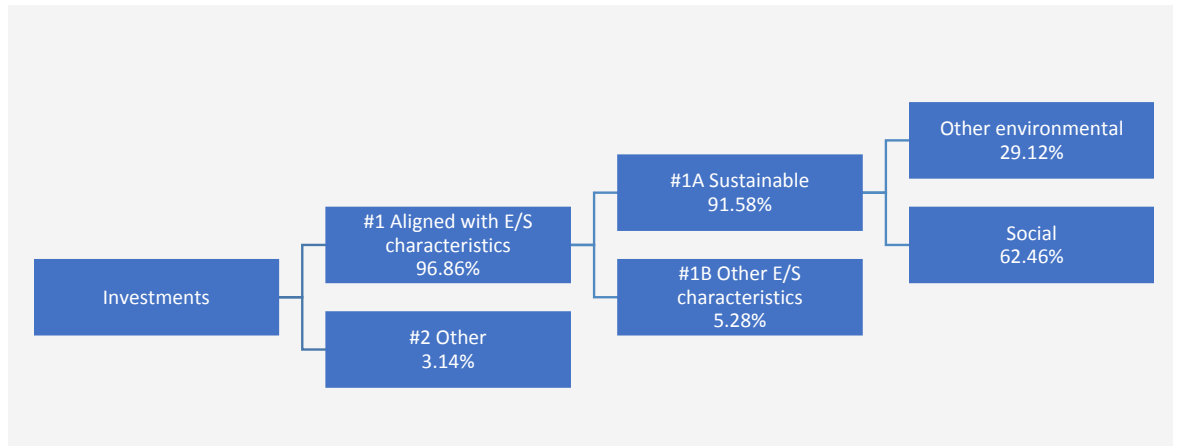 Investments
#1 Aligned with E/S
characteristics
96.86%
#2 Other
3.14%
#1A Sustainable
91.58%
#1B Other E/S
characteristics
5.28%
Other environmental
29.12%
Social
62.46%